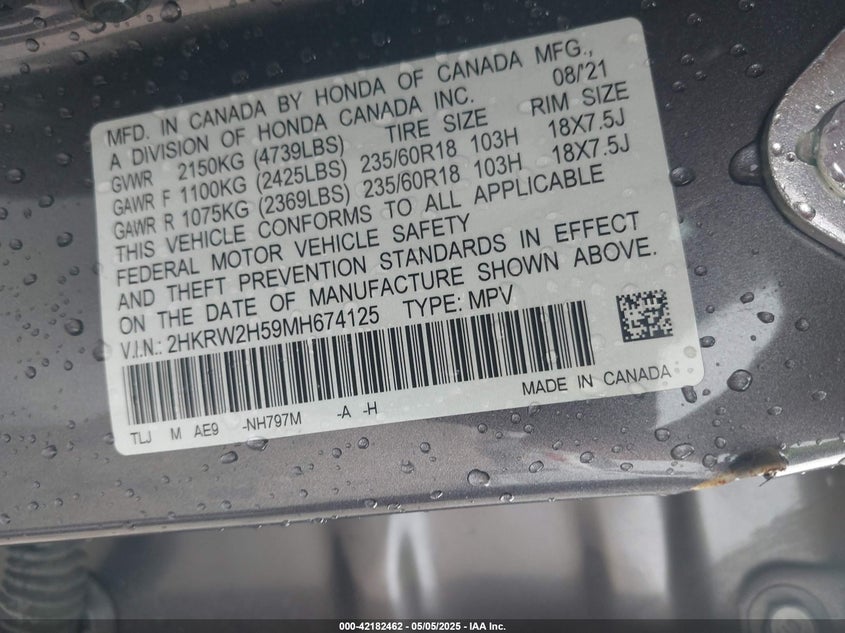 MFD. IN CANADA BY HONDA OF CANADA MFG.,
A DIVISION OF HONDA CANADA INC. 08/'21
GVWR 2150KG (4739LBS) TIRE SIZE RIM SIZE
GAWR F 1100KG (2425LBS) 235/60R18 103H 18X7.5J
GAWR R 1075KG (2369LBS) 235/60R18 103H 18X7.5J
THIS VEHICLE CONFORMS TO ALL APPLICABLE
FEDERAL MOTOR VEHICLE SAFETY
AND THEFT PREVENTION STANDARDS IN EFFECT
ON THE DATE OF MANUFACTURE SHOWN ABOVE.
V.I.N.: 2HKRW2H59MH674125 TYPE: MPV
MADE IN CANADA
TLJ M AE9 -NH797M -A -H
000-42182462 - 05/05/2025 - IAA Inc.